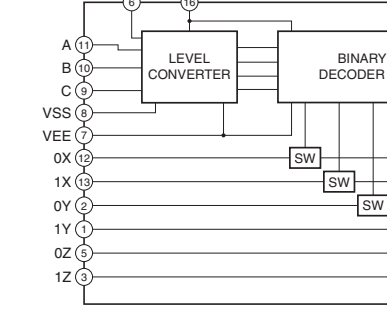 6 16
A 11
B 10
C 9
VSS 8
VEE 7
0X 12
1X 13
0Y 2
1Y 1
0Z 5
1Z 3
LEVEL
CONVERTER
BINARY
DECODER
SW
SW
SW